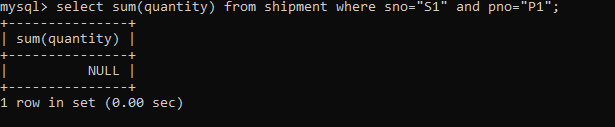 mysql> select sum(quantity) from shipment where sno="S1" and pno="P1";
+---------------+
| sum(quantity) |
+---------------+
|          NULL |
+---------------+
1 row in set (0.00 sec)